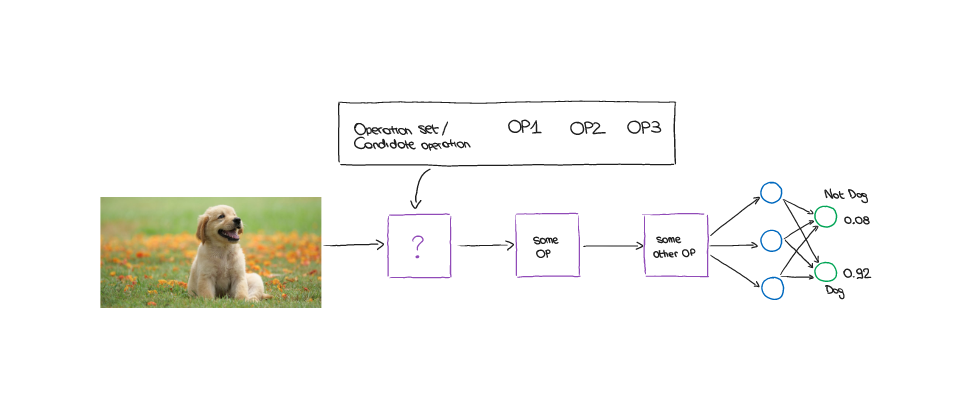 Operation set/
Candidate operation
OP1 OP2 OP3
?
some
OP
some
other OP
Not Dog
0.08
0.92
Dog